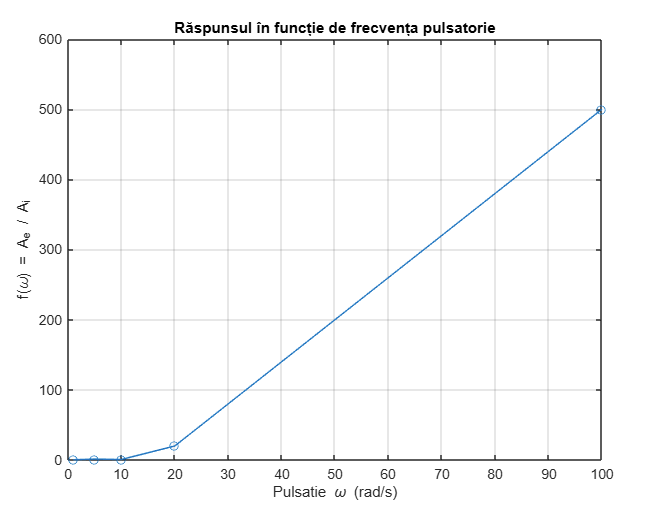 Răspunsul în funcție de frecvența pulsatorie
600
500
400
300
200
100
0
f(ω) = Ae / Ai
0 10 20 30 40 50 60 70 80 90 100
Pulsatie ω (rad/s)